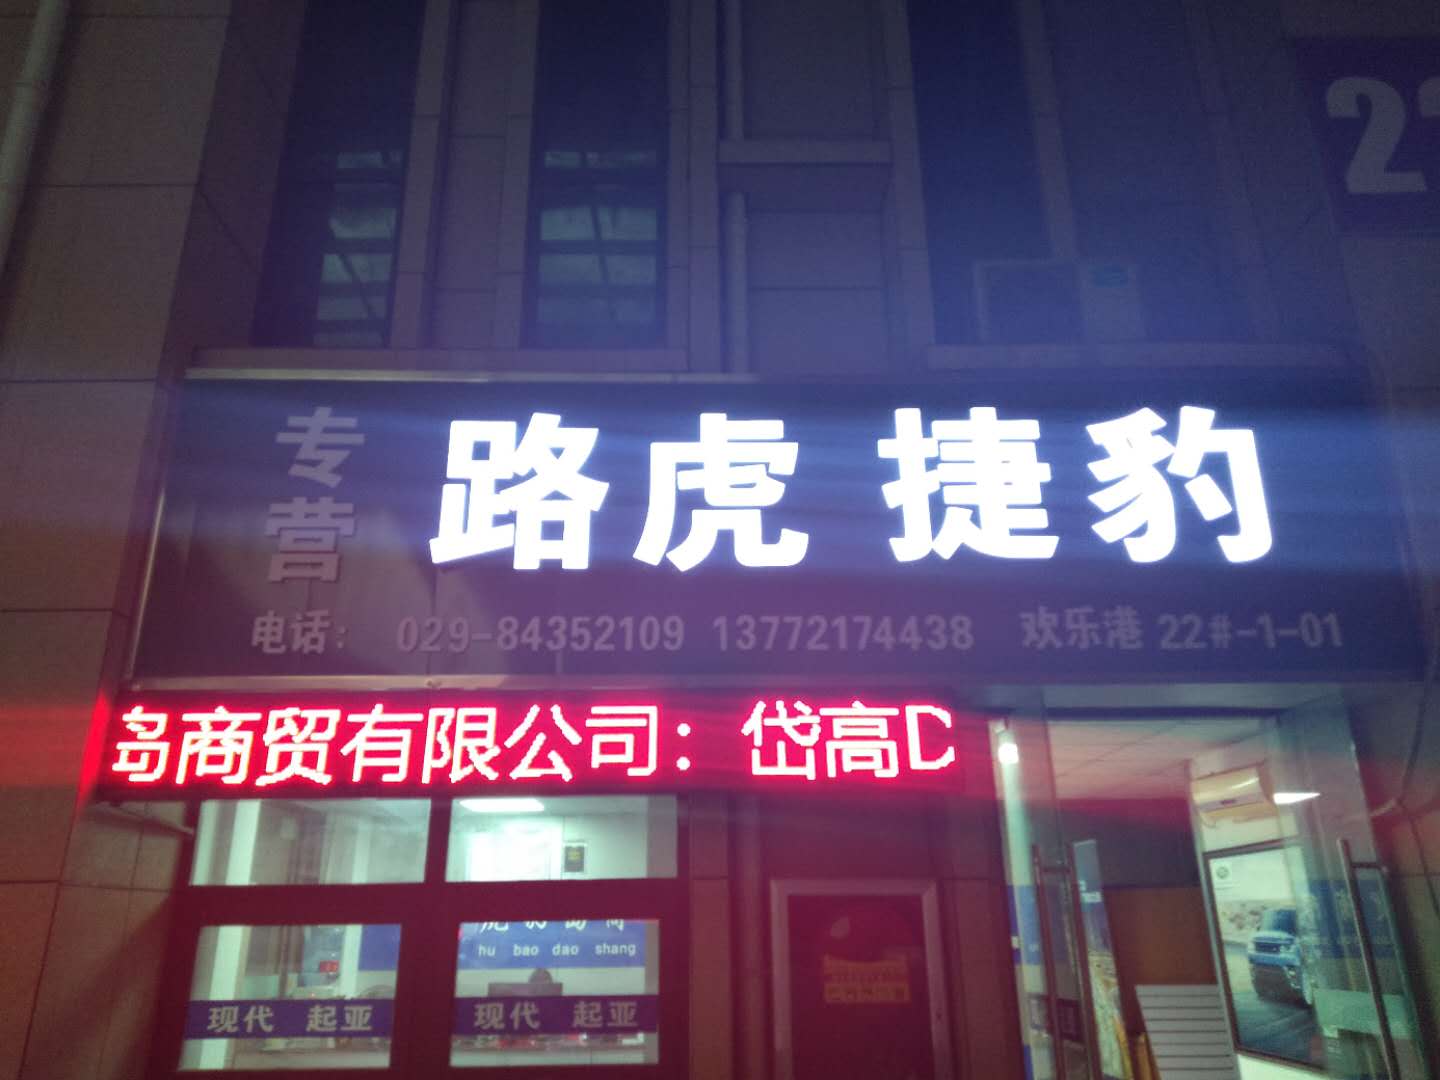 22
专营
路虎 捷豹
电话: 029-84352109 13772174438 欢乐港 22#-1-01
岛商贸有限公司: 岱高D
hu bao dao shang
现代 起亚
现代 起亚